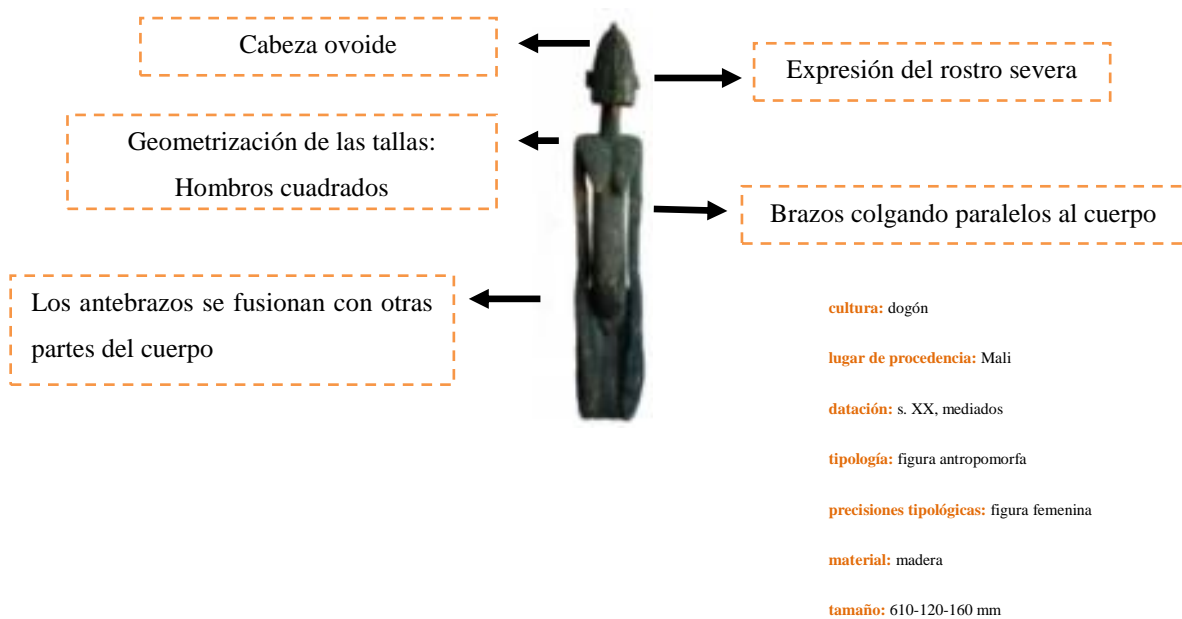 Cabeza ovoide
Expresión del rostro severa
Geometrización de las tallas:
Hombros cuadrados
Brazos colgando paralelos al cuerpo
Los antebrazos se fusionan con otras
partes del cuerpo
cultura: dogón
lugar de procedencia: Mali
datación: s. XX, mediados
tipología: figura antropomorfa
precisiones tipológicas: figura femenina
material: madera
tamaño: 610-120-160 mm